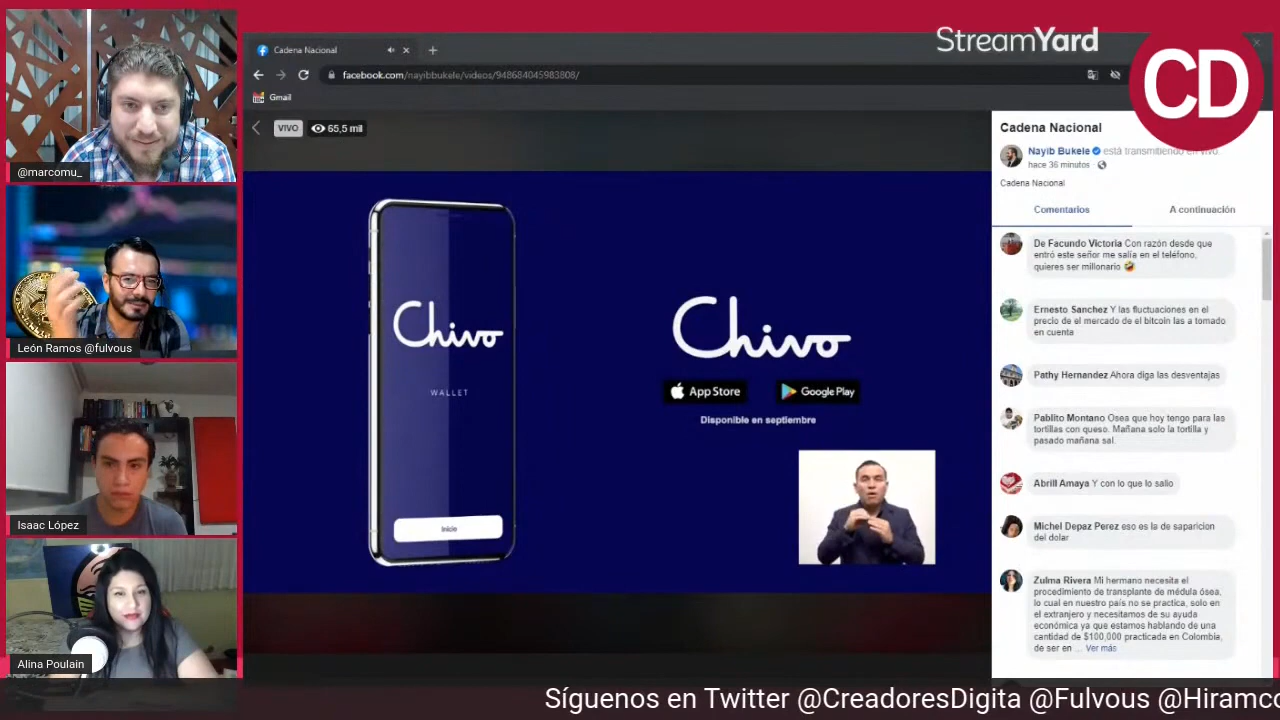 @marcomu_
León Ramos @fulvous
Isaac López
Alina Poulain
StreamYard
CD
Cadena Nacional
facebook.com/nayibbukele/videos/948684045983808/
Gmail
VIVO
65,5 mil
Chivo
WALLET
Inicio
Chivo
App Store
Google Play
Disponible en septiembre
Cadena Nacional
Nayib Bukele está transmitiendo en vivo.
hace 36 minutos
Cadena Nacional
Comentarios
A continuación
De Facundo Victoria Con razón desde que
entró este señor me salía en el teléfono,
quieres ser millonario 🤣
Ernesto Sanchez Y las fluctuaciones en el
precio de el mercado de el bitcoin las a tomado
en cuenta
Pathy Hernandez Ahora diga las desventajas
Pablito Montano Osea que hoy tengo para las
tortillas con queso. Mañana solo la tortilla y
pasado mañana sal.
Abrill Amaya Y con lo que lo salio
Michel Depaz Perez eso es la de saparicion
del dolar
Zulma Rivera Mi hermano necesita el
procedimiento de transplante de médula ósea,
lo cual en nuestro país no se practica, solo en
el extranjero y necesitamos de su ayuda
económica ya que estamos hablando de una
cantidad de $100,000 practicada en Colombia,
de ser en ... Ver más
Síguenos en Twitter @CreadoresDigita @Fulvous @Hiramco